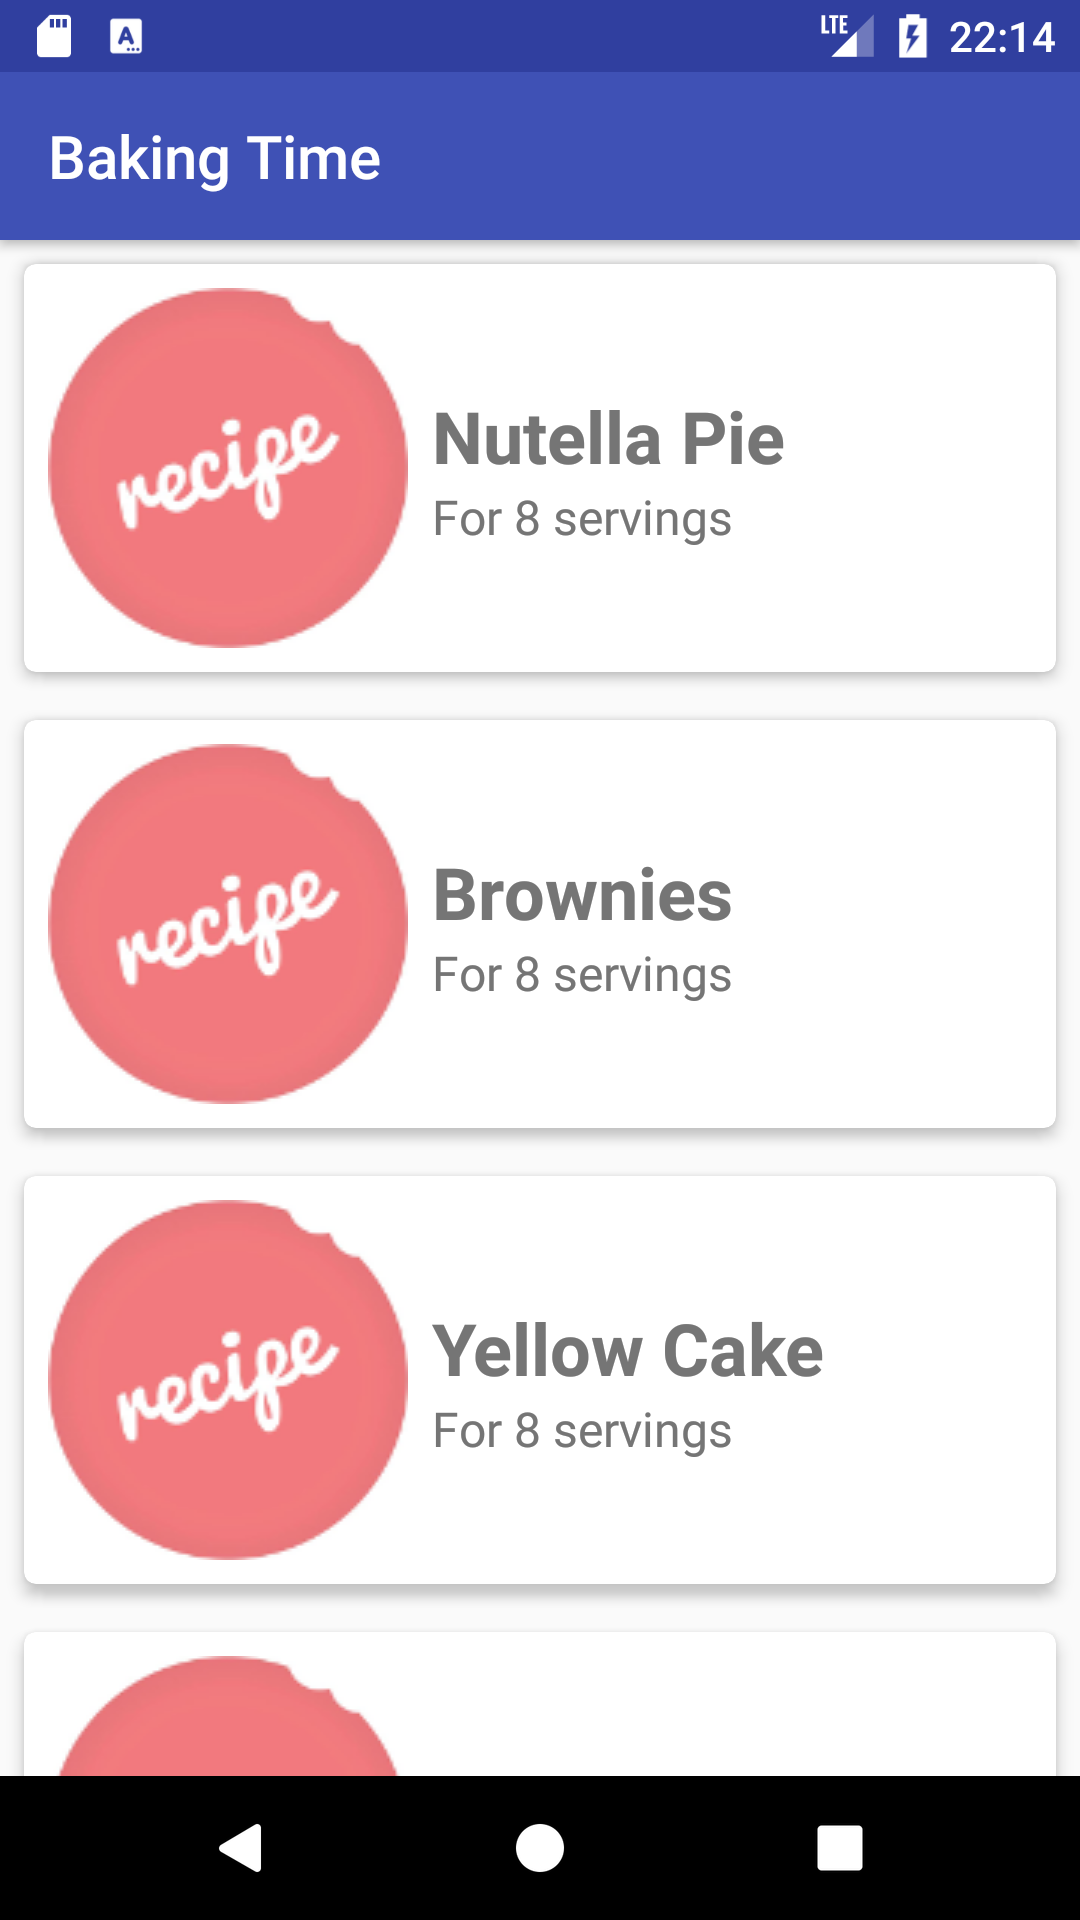 LTE 22:14
Baking Time
recipe
Nutella Pie
For 8 servings
recipe
Brownies
For 8 servings
recipe
Yellow Cake
For 8 servings